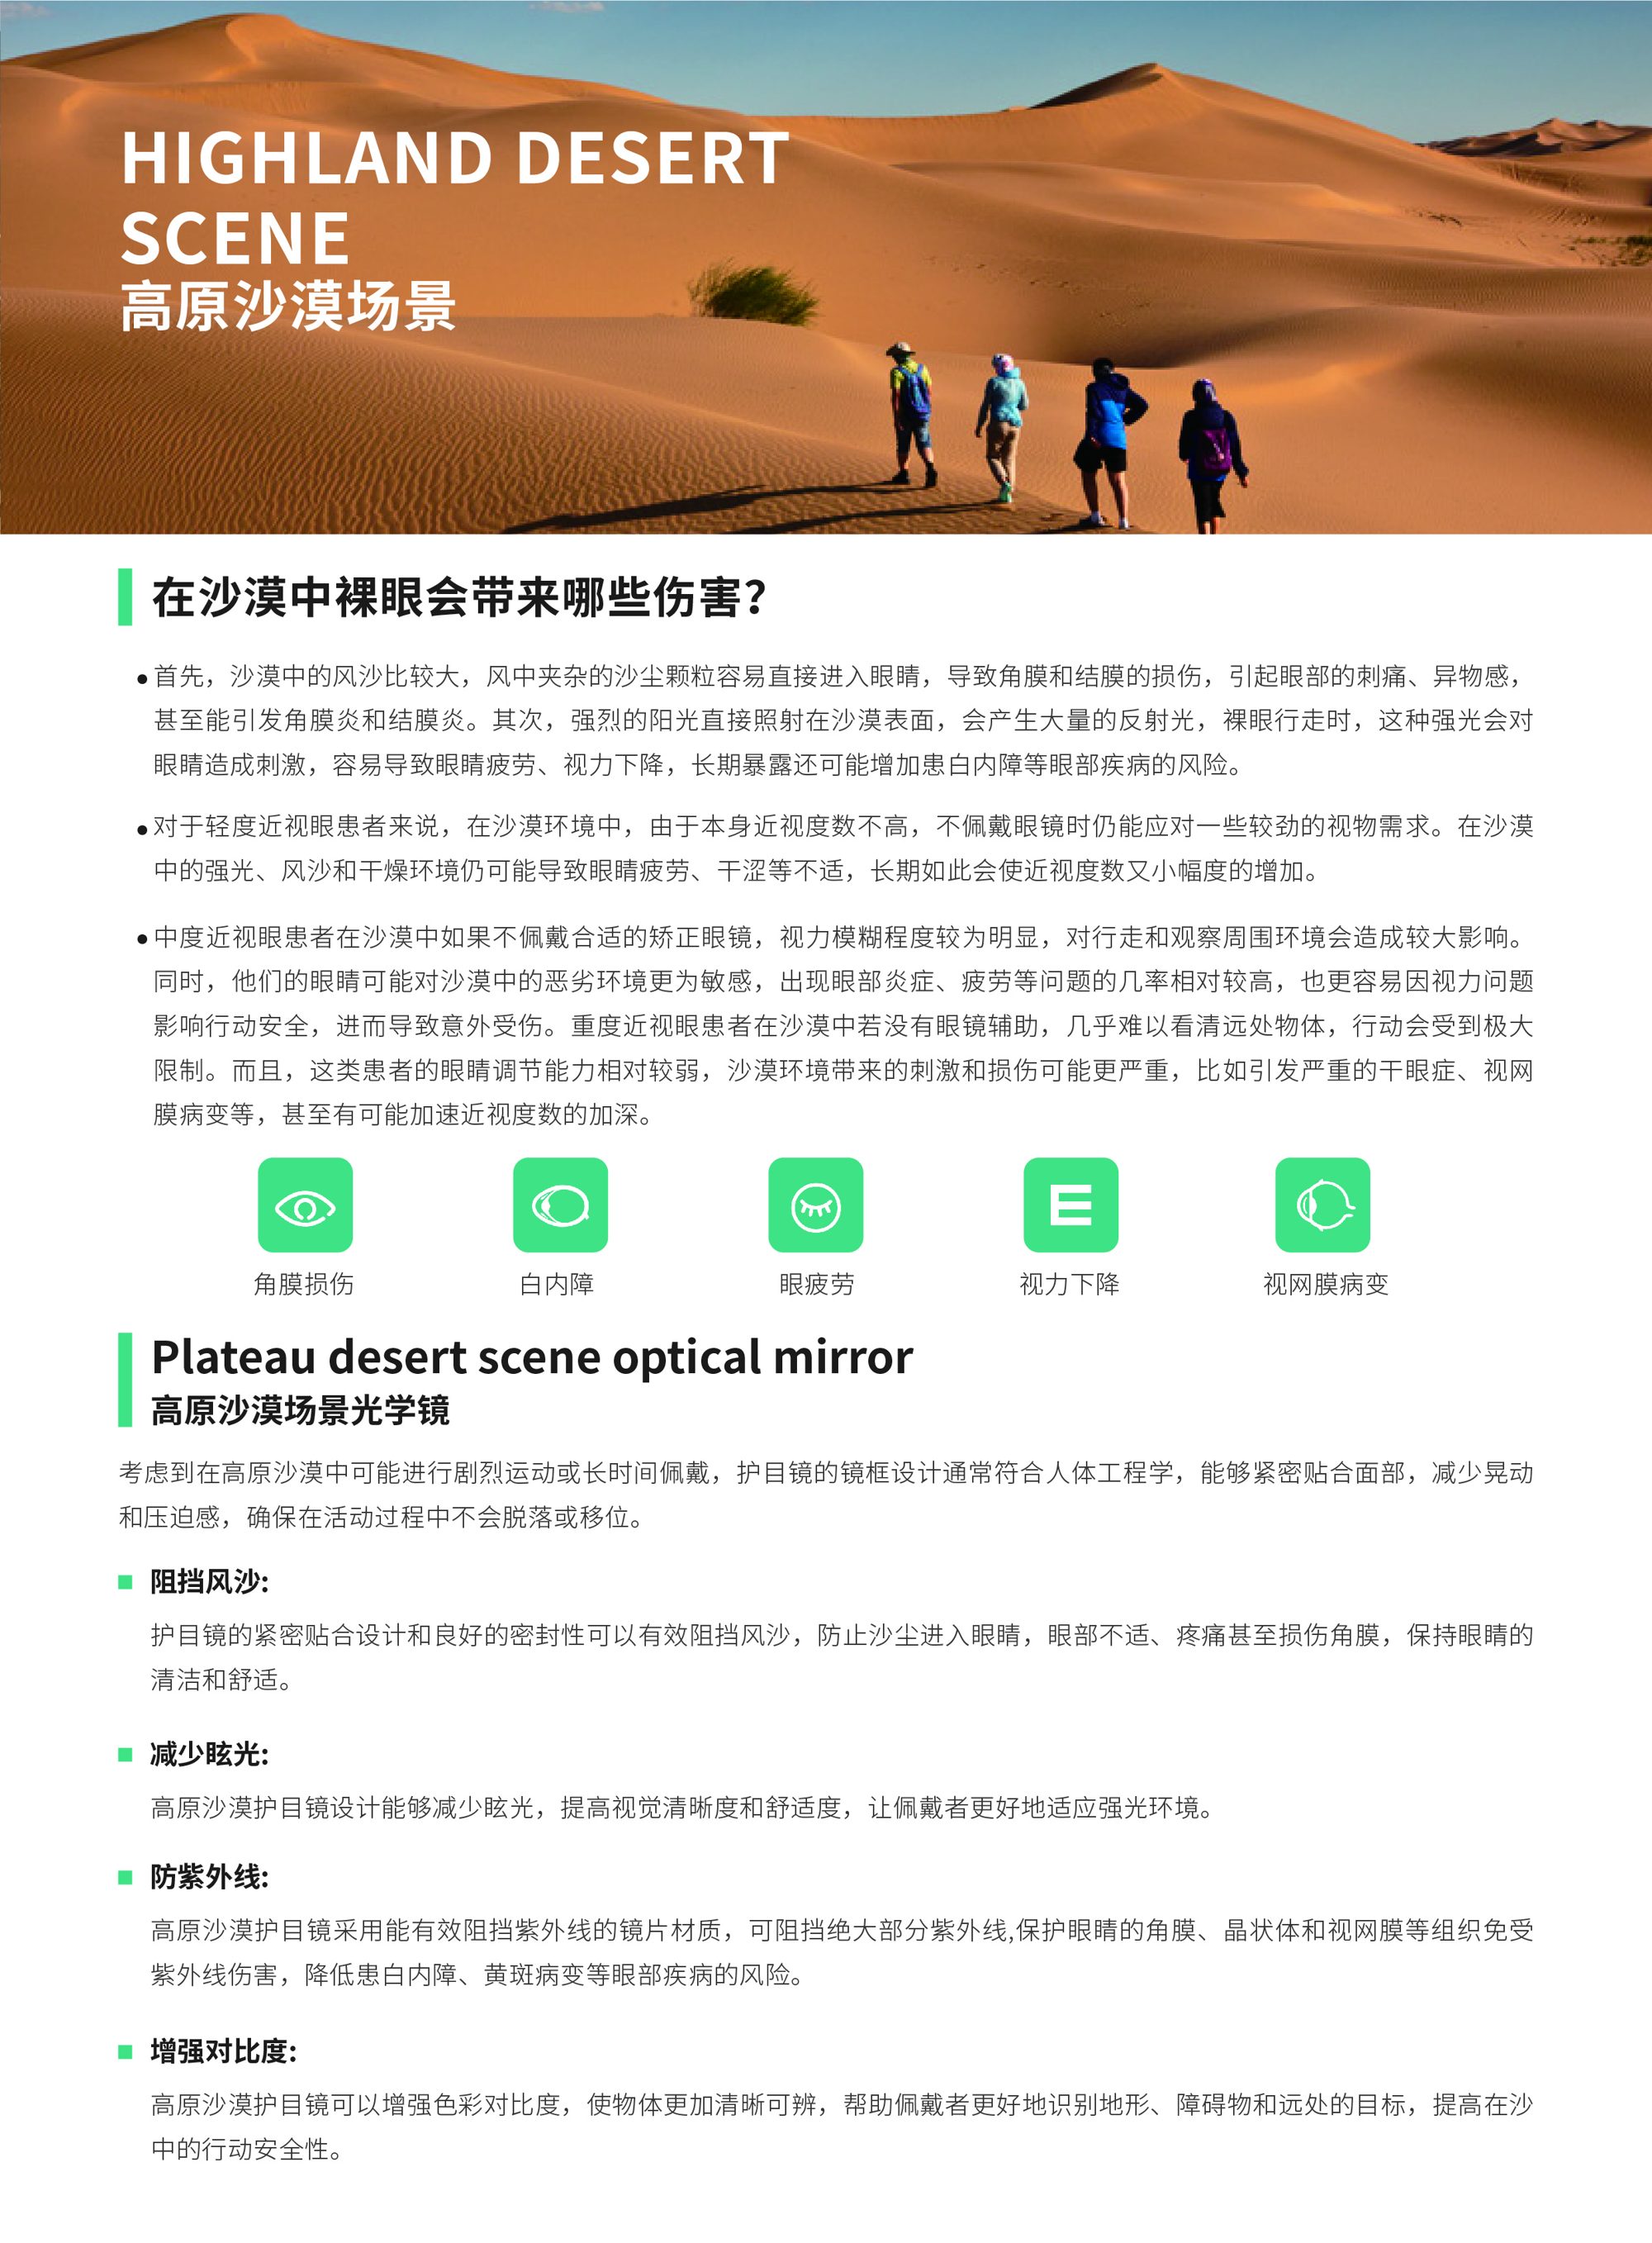 HIGHLAND DESERT
SCENE
高原沙漠场景
在沙漠中裸眼会带来哪些伤害?
●首先，沙漠中的风沙比较大，风中夹杂的沙尘颗粒容易直接进入眼睛，导致角膜和结膜的损伤，引起眼部的刺痛、异物感，
甚至能引发角膜炎和结膜炎。其次，强烈的阳光直接照射在沙漠表面，会产生大量的反射光，裸眼行走时，这种强光会对
眼睛造成刺激，容易导致眼睛疲劳、视力下降，长期暴露还可能增加患白内障等眼部疾病的风险。
●对于轻度近视眼患者来说，在沙漠环境中，由于本身近视度数不高，不佩戴眼镜时仍能应对一些较劲的视物需求。在沙漠
中的强光、风沙和干燥环境仍可能导致眼睛疲劳、干涩等不适，长期如此会使近视度数又小幅度的增加。
●中度近视眼患者在沙漠中如果不佩戴合适的矫正眼镜，视力模糊程度较为明显，对行走和观察周围环境会造成较大影响。
同时，他们的眼睛可能对沙漠中的恶劣环境更为敏感，出现眼部炎症、疲劳等问题的几率相对较高，也更容易因视力问题
影响行动安全，进而导致意外受伤。重度近视眼患者在沙漠中若没有眼镜辅助，几乎难以看清远处物体，行动会受到极大
限制。而且，这类患者的眼睛调节能力相对较弱，沙漠环境带来的刺激和损伤可能更严重，比如引发严重的干眼症、视网
膜病变等，甚至有可能加速近视度数的加深。
角膜损伤
白内障
眼疲劳
视力下降
视网膜病变
Plateau desert scene optical mirror
高原沙漠场景光学镜
考虑到在高原沙漠中可能进行剧烈运动或长时间佩戴，护目镜的镜框设计通常符合人体工程学，能够紧密贴合面部，减少晃动
和压迫感，确保在活动过程中不会脱落或移位。
阻挡风沙:
护目镜的紧密贴合设计和良好的密封性可以有效阻挡风沙，防止沙尘进入眼睛，眼部不适、疼痛甚至损伤角膜，保持眼睛的
清洁和舒适。
减少眩光:
高原沙漠护目镜设计能够减少眩光，提高视觉清晰度和舒适度，让佩戴者更好地适应强光环境。
防紫外线:
高原沙漠护目镜采用能有效阻挡紫外线的镜片材质，可阻挡绝大部分紫外线,保护眼睛的角膜、晶状体和视网膜等组织免受
紫外线伤害，降低患白内障、黄斑病变等眼部疾病的风险。
增强对比度:
高原沙漠护目镜可以增强色彩对比度，使物体更加清晰可辨，帮助佩戴者更好地识别地形、障碍物和远处的目标，提高在沙
中的行动安全性。